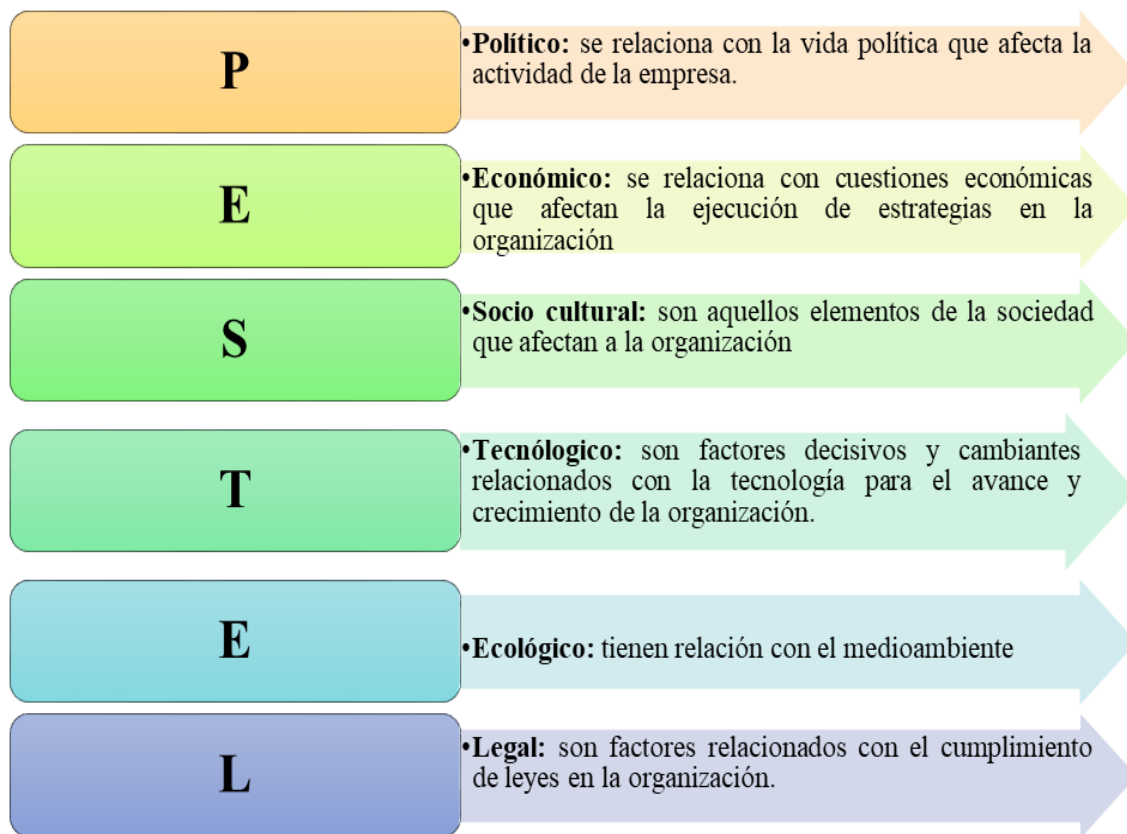 P
•Político: se relaciona con la vida política que afecta la
actividad de la empresa.
E
•Económico: se relaciona con cuestiones económicas
que afectan la ejecución de estrategias en la
organización
S
•Socio cultural: son aquellos elementos de la sociedad
que afectan a la organización
T
•Tecnólogico: son factores decisivos y cambiantes
relacionados con la tecnología para el avance y
crecimiento de la organización.
E
•Ecológico: tienen relación con el medioambiente
L
•Legal: son factores relacionados con el cumplimiento
de leyes en la organización.